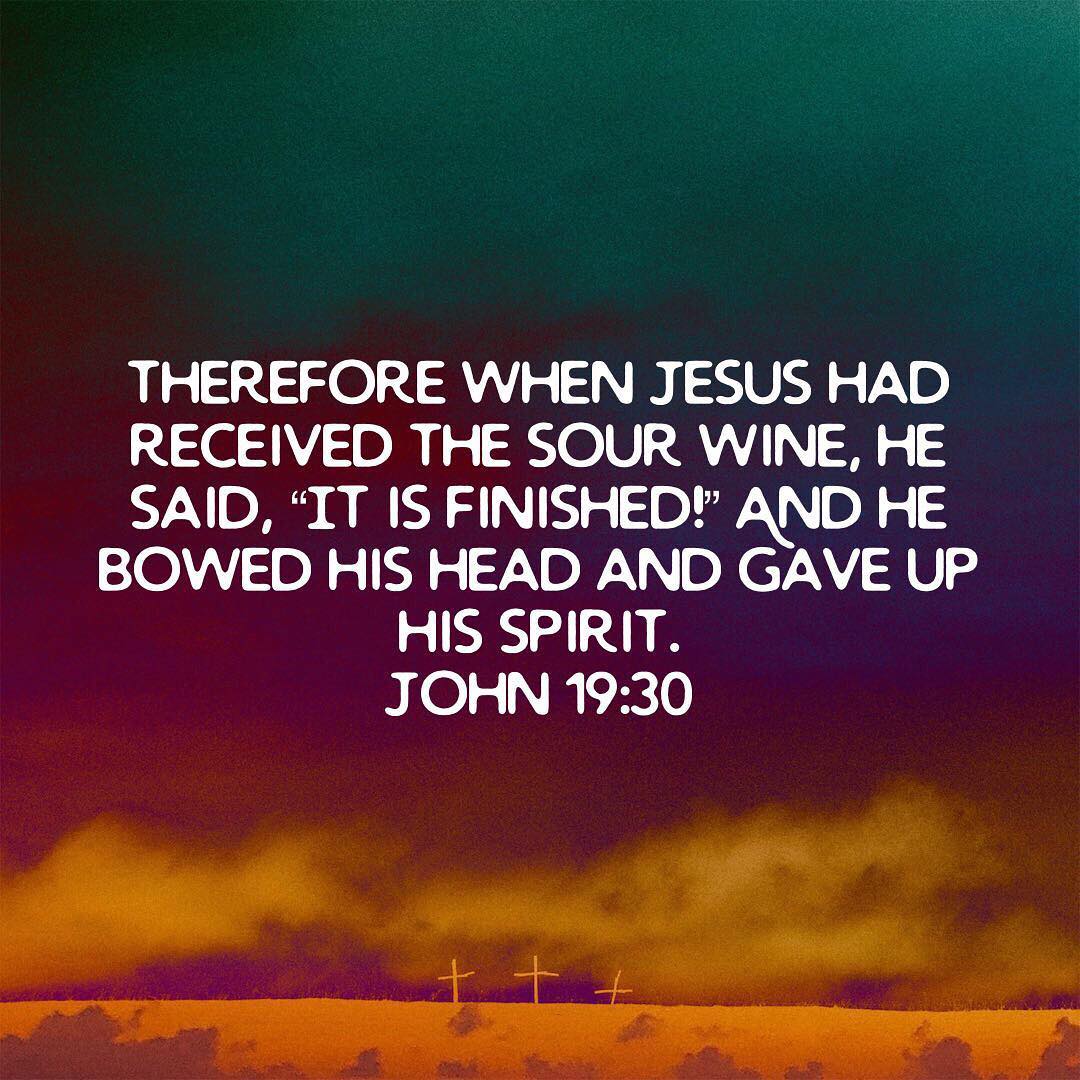 THEREFORE WHEN JESUS HAD
RECEIVED THE SOUR WINE, HE
SAID, “IT IS FINISHED!” AND HE
BOWED HIS HEAD AND GAVE UP
HIS SPIRIT.
JOHN 19:30